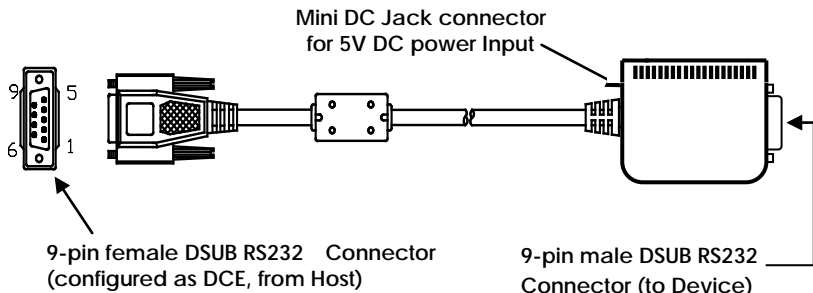 Mini DC Jack connector
for 5V DC power Input
9
5
6
1
9-pin female DSUB RS232 Connector
(configured as DCE, from Host)
9-pin male DSUB RS232
Connector (to Device)